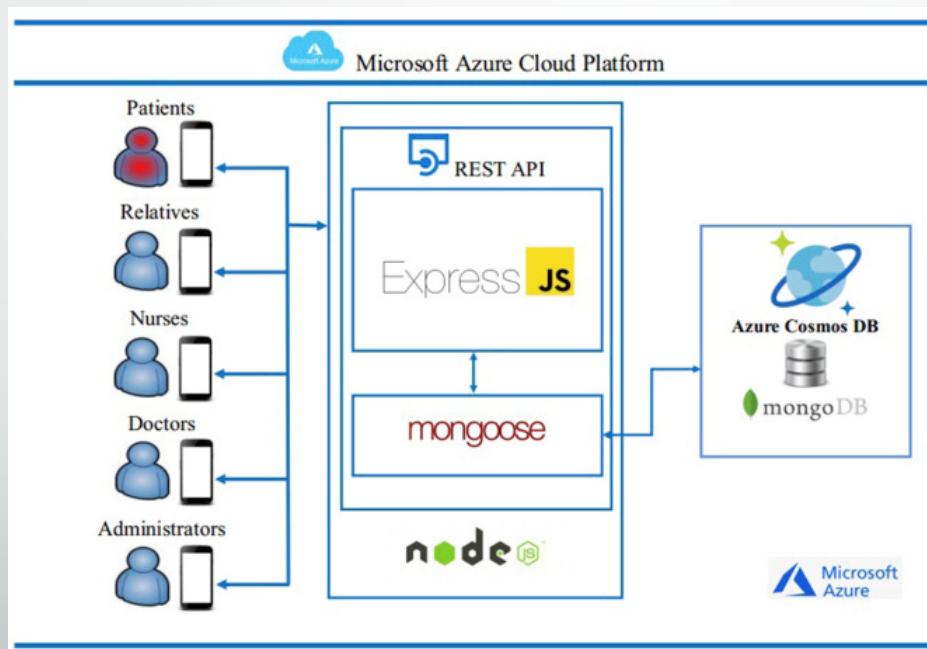 Microsoft Azure
Microsoft Azure Cloud Platform
Patients
Relatives
Nurses
Doctors
Administrators
REST API
Express JS
mongoose
node JS
Azure Cosmos DB
mongoDB
Microsoft
Azure